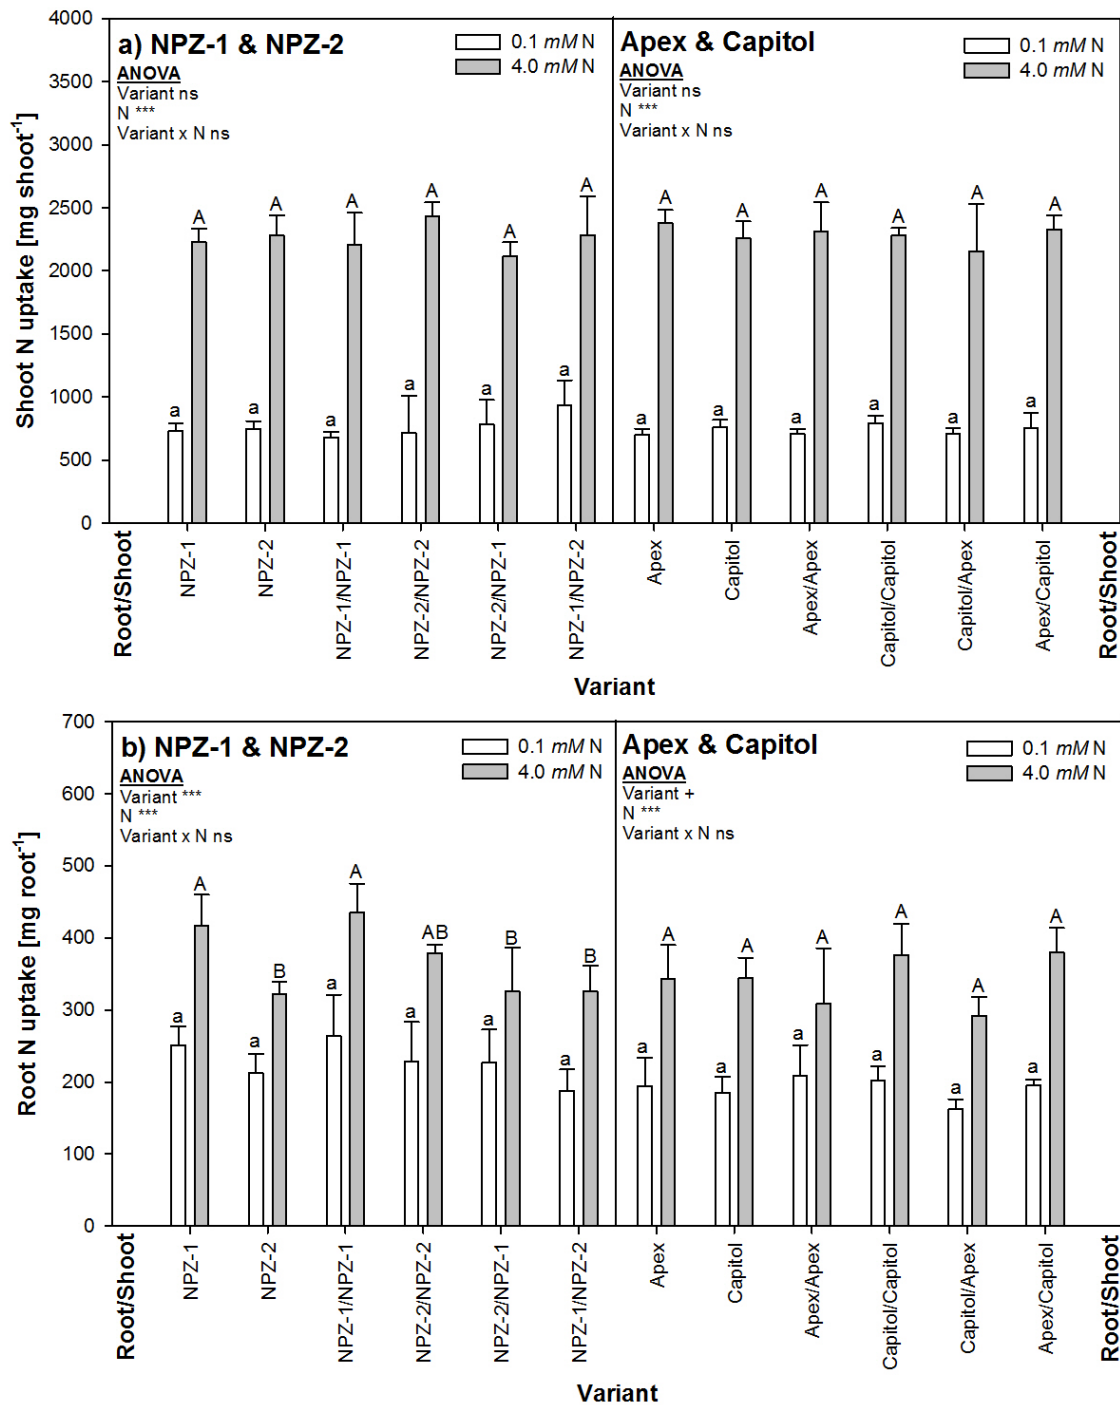 a) NPZ-1 & NPZ-2
ANOVA
Variant ns
N ***
Variant x N ns
0.1 mM N
4.0 mM N
Apex & Capitol
ANOVA
Variant ns
N ***
Variant x N ns
0.1 mM N
4.0 mM N
Shoot N uptake [mg shoot-1]
4000
3500
3000
2500
2000
1500
1000
500
0
A A A A A A A A A A A A
a a a a a a a a a a a a
Root/Shoot
NPZ-1
NPZ-2
NPZ-1/NPZ-1
NPZ-2/NPZ-2
NPZ-2/NPZ-1
NPZ-1/NPZ-2
Apex
Capitol
Apex/Apex
Capitol/Capitol
Capitol/Apex
Apex/Capitol
Root/Shoot
Variant
b) NPZ-1 & NPZ-2
ANOVA
Variant ***
N ***
Variant x N ns
0.1 mM N
4.0 mM N
Apex & Capitol
ANOVA
Variant +
N ***
Variant x N ns
0.1 mM N
4.0 mM N
Root N uptake [mg root-1]
700
600
500
400
300
200
100
0
A B A AB B B A A A A A A
a a a a a a a a a a a a
Root/Shoot
NPZ-1
NPZ-2
NPZ-1/NPZ-1
NPZ-2/NPZ-2
NPZ-2/NPZ-1
NPZ-1/NPZ-2
Apex
Capitol
Apex/Apex
Capitol/Capitol
Capitol/Apex
Apex/Capitol
Root/Shoot
Variant